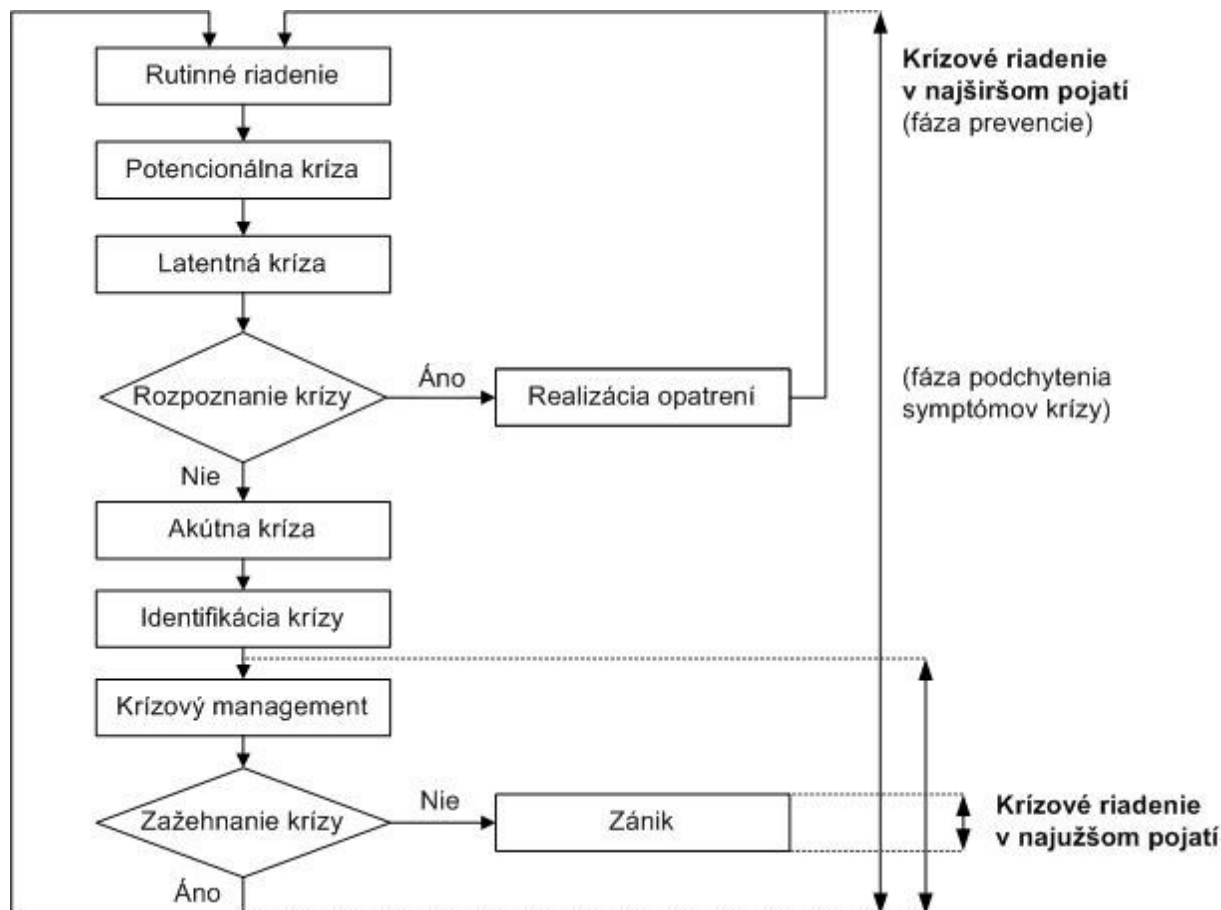 Rutinné riadenie
Krízové riadenie
v najširšom pojatí
(fáza prevencie)
Potencionálna kríza
Latentná kríza
Rozpoznanie krízy
Áno
Realizácia opatrení
(fáza podchytenia
symptómov krízy)
Nie
Akútna kríza
Identifikácia krízy
Krízový management
Zažehnanie krízy
Nie
Zánik
Krízové riadenie
v najužšom pojatí
Áno